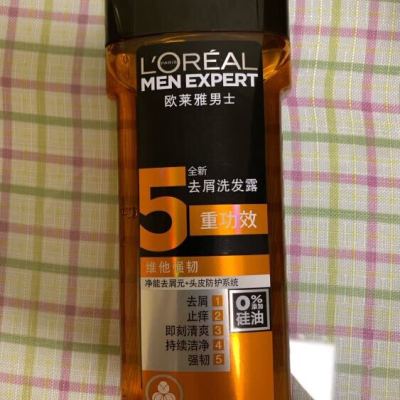 L'ORÉAL
PARIS
MEN EXPERT
欧莱雅男士
全新
去屑洗发露
5
重功效
维他强韧
净能去屑元+头皮防护系统
去屑 1
止痒 2
即刻清爽 3
持续洁净 4
强韧 5
0%
添加
硅油